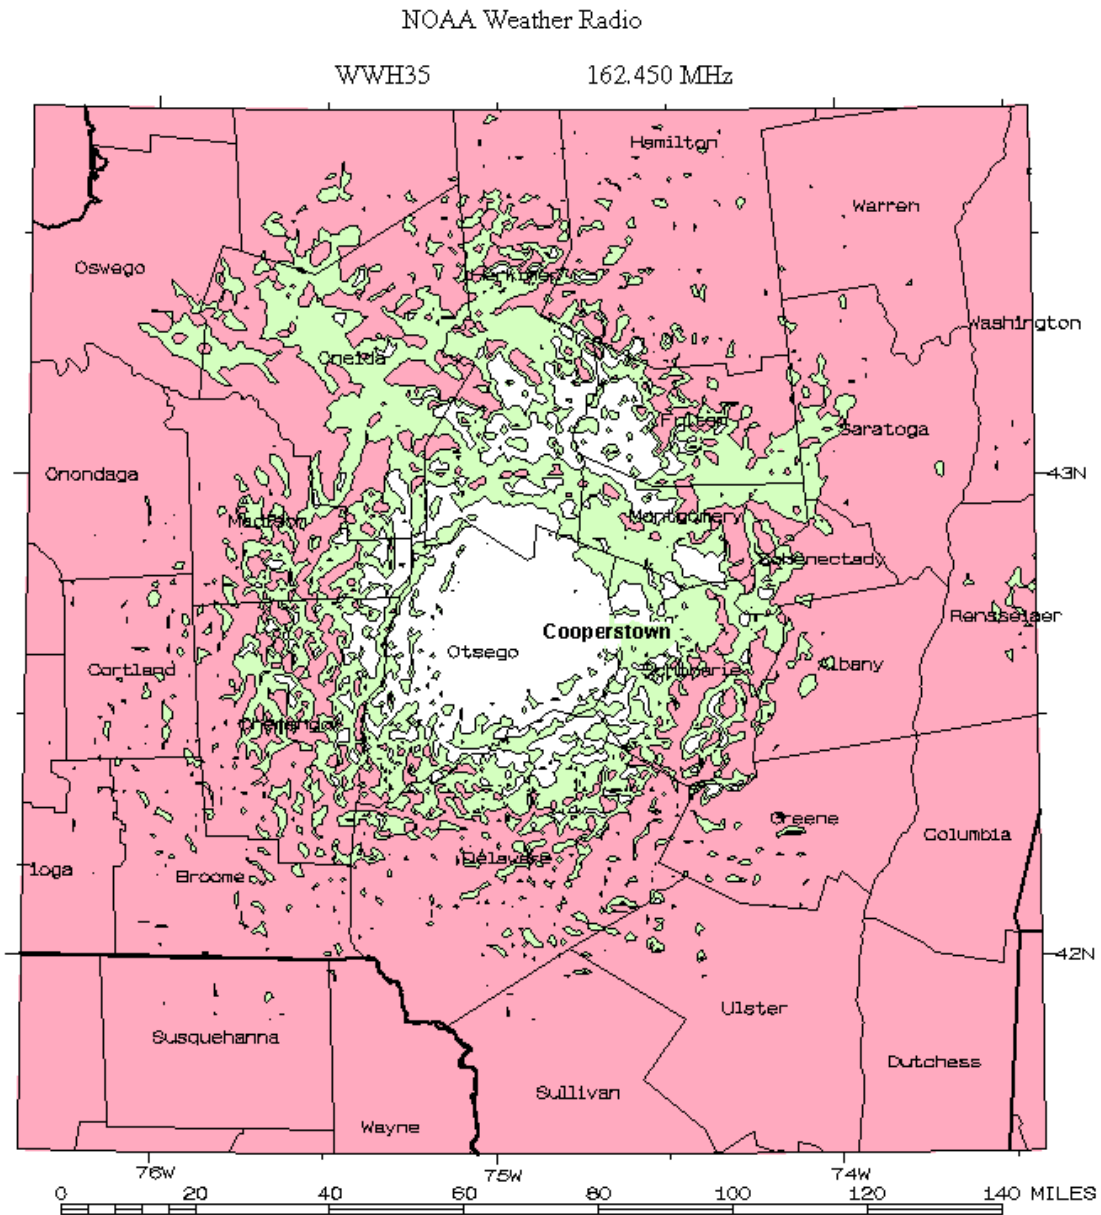 NOAA Weather Radio
WWH35 162.450 MHz
Hamilton
Warren
Oswego
Herkimer
Washington
Oneida
Fulton
Saratoga
43N
Onondaga
Madison
Montgomery
Schenectady
Rensselaer
Cooperstown
Otsego
Cortland
Schoharie
Albany
Chenango
Greene
Columbia
Delaware
ioga
Broome
42N
Ulster
Susquehanna
Dutchess
Sullivan
Wayne
76W 75W 74W
0 20 40 60 80 100 120 140 MILES